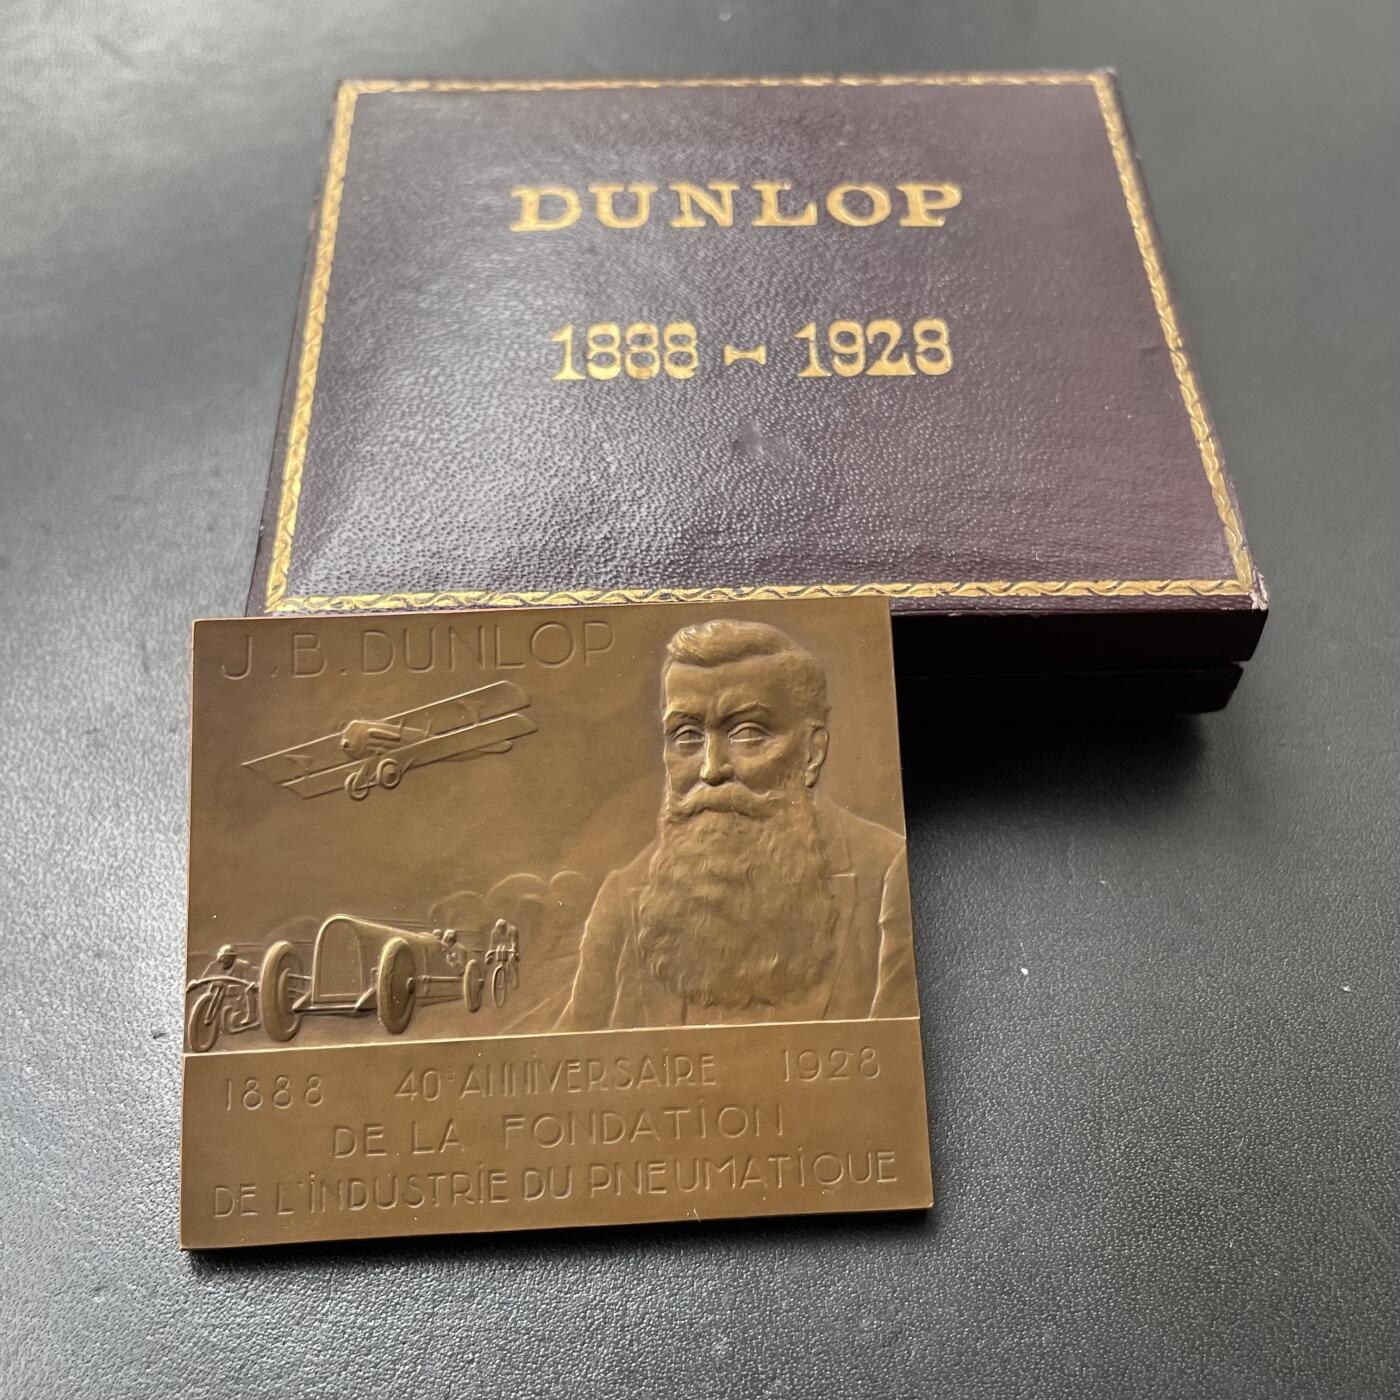 DUNLOP
1888 - 1928
J.B. DUNLOP
1888 40E ANNIVERSAIRE 1928
DE LA FONDATION
DE L'INDUSTRIE DU PNEUMATIQUE